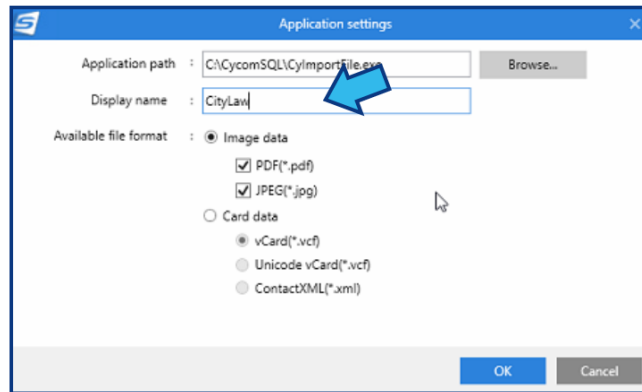 Application settings
Application path : C:\CycomSQL\CyImportFile.exe Browse...
Display name : CityLaw
Available file format : Image data
PDF(*.pdf)
JPEG(*.jpg)
Card data
vCard(*.vcf)
Unicode vCard(*.vcf)
ContactXML(*.xml)
OK Cancel